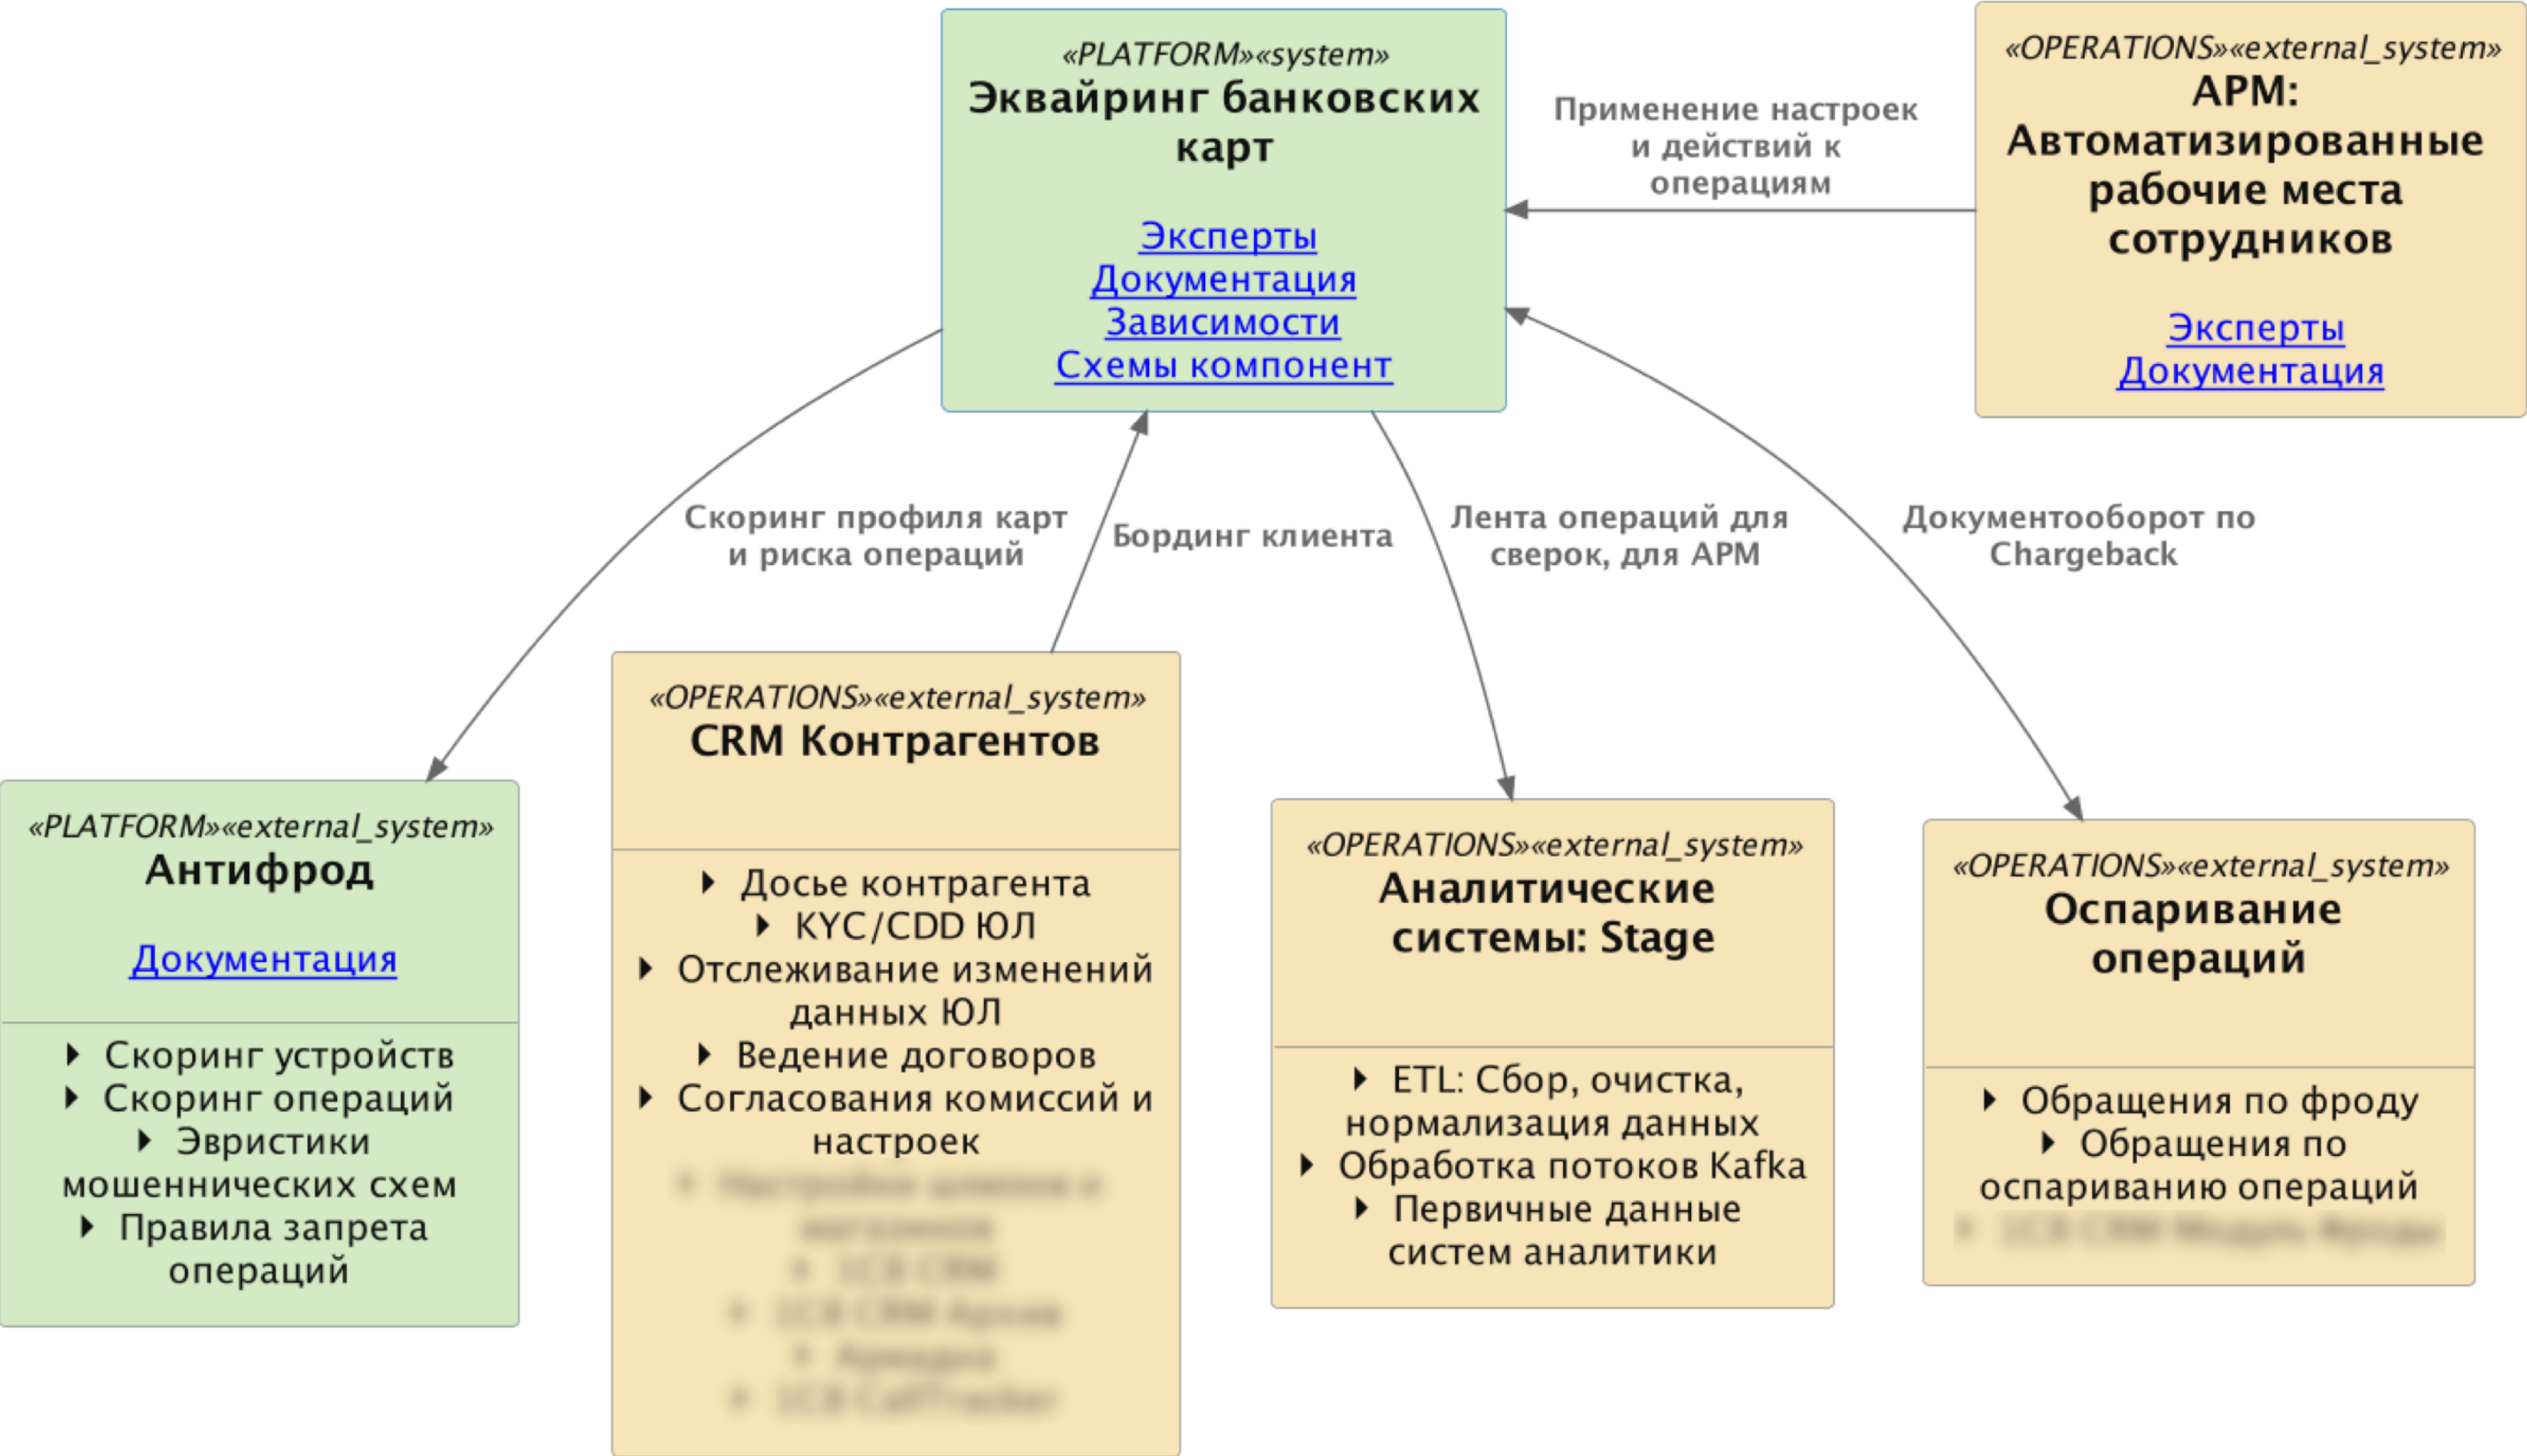 «PLATFORM»«system»
Эквайринг банковских
карт
Эксперты
Документация
Зависимости
Схемы компонент
Применение настроек
и действий к
операциям
«OPERATIONS»«external_system»
АРМ:
Автоматизированные
рабочие места
сотрудников
Эксперты
Документация
Скоринг профиля карт
и риска операций
Бординг клиента
Лента операций для
сверок, для АРМ
Документооборот по
Chargeback
«PLATFORM»«external_system»
Антифрод
Документация
Скоринг устройств
Скоринг операций
Эвристики
мошеннических схем
Правила запрета
операций
«OPERATIONS»«external_system»
CRM Контрагентов
Досье контрагента
KYC/CDD ЮЛ
Отслеживание изменений
данных ЮЛ
Ведение договоров
Согласования комиссий и
настроек
«OPERATIONS»«external_system»
Аналитические
системы: Stage
ETL: Сбор, очистка,
нормализация данных
Обработка потоков Kafka
Первичные данные
систем аналитики
«OPERATIONS»«external_system»
Оспаривание
операций
Обращения по фроду
Обращения по
оспариванию операций